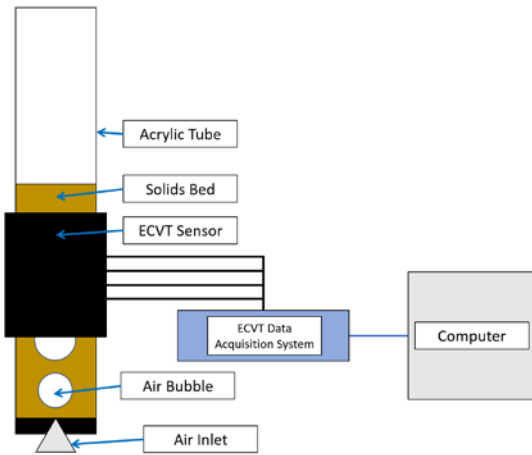 Acrylic Tube
Solids Bed
ECVT Sensor
ECVT Data
Acquisition System
Computer
Air Bubble
Air Inlet